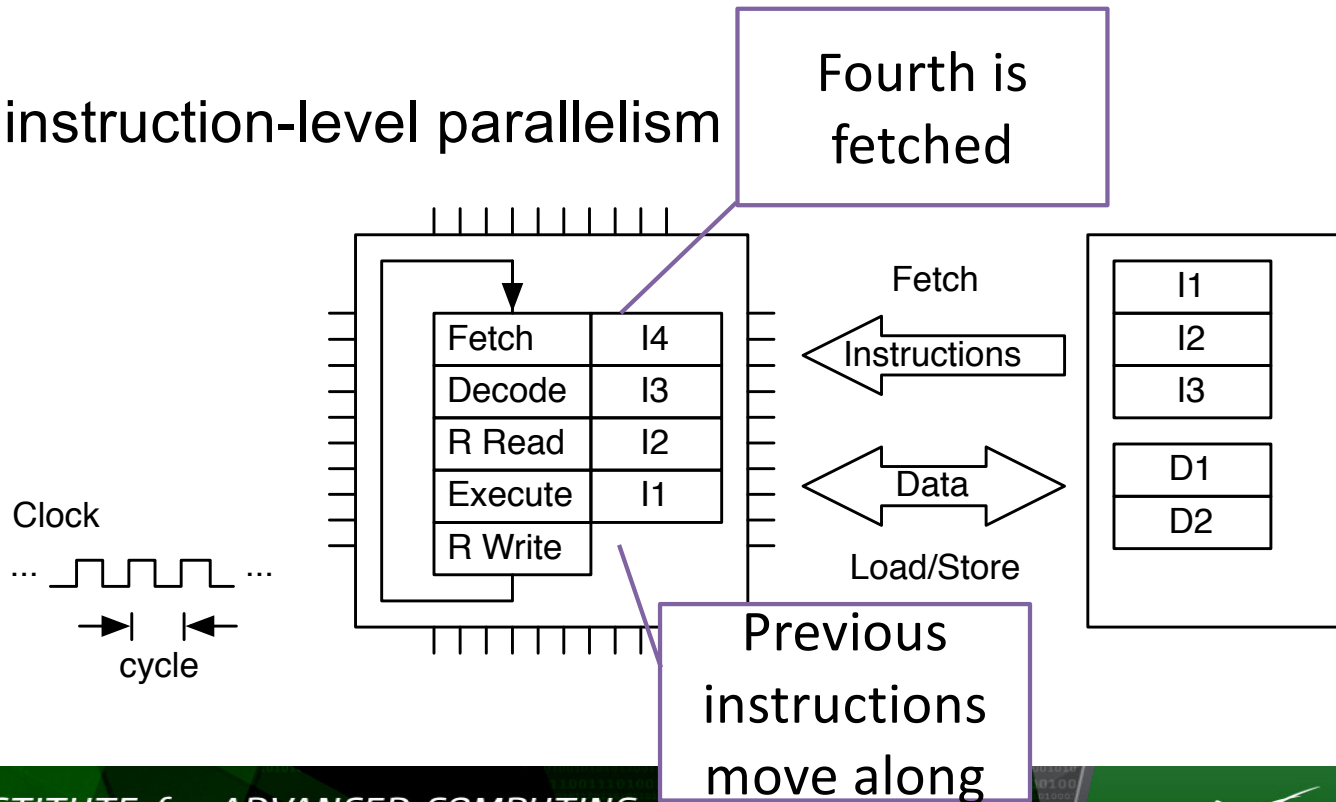 instruction-level parallelism
Fourth is
fetched
Fetch I4
Decode I3
R Read I2
Execute I1
R Write
Clock
... ...
cycle
Fetch
Instructions
Data
Load/Store
I1
I2
I3
D1
D2
Previous
instructions
move along
ADVANCED COMPUTING